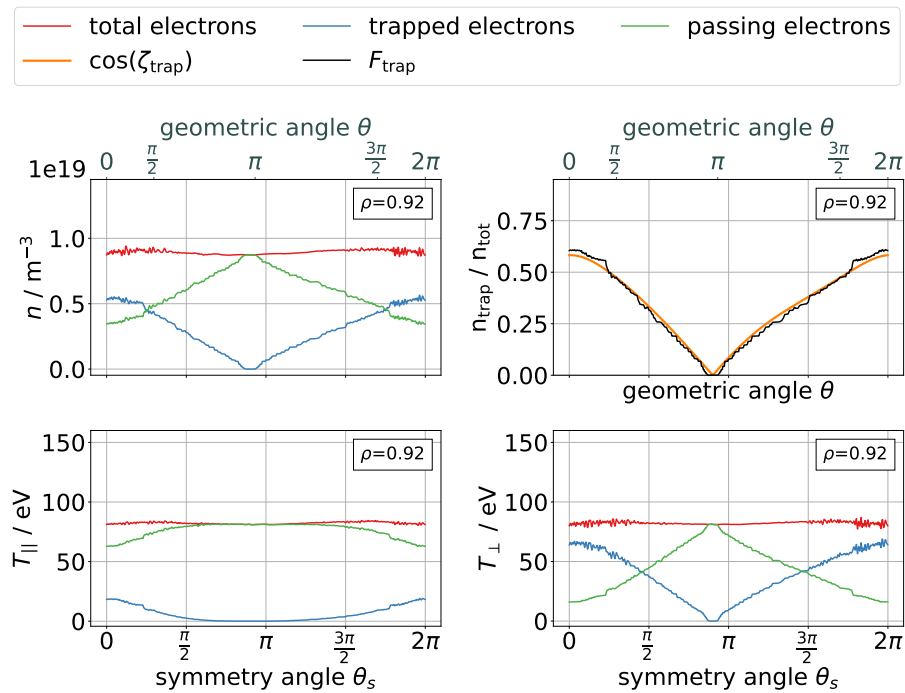 total electrons trapped electrons passing electrons
cos(ζtrap) Ftrap
geometric angle θ geometric angle θ
0 π/2 π 3π/2 2π 0 π/2 π 3π/2 2π
1e19
ρ=0.92 ρ=0.92
1.0
0.5
0.0
n / m⁻³
0.75
0.50
0.25
0.00
ntrap / ntot
geometric angle θ
ρ=0.92 ρ=0.92
150
100
50
0
T|| / eV
150
100
50
0
T⊥ / eV
0 π/2 π 3π/2 2π 0 π/2 π 3π/2 2π
symmetry angle θs symmetry angle θs